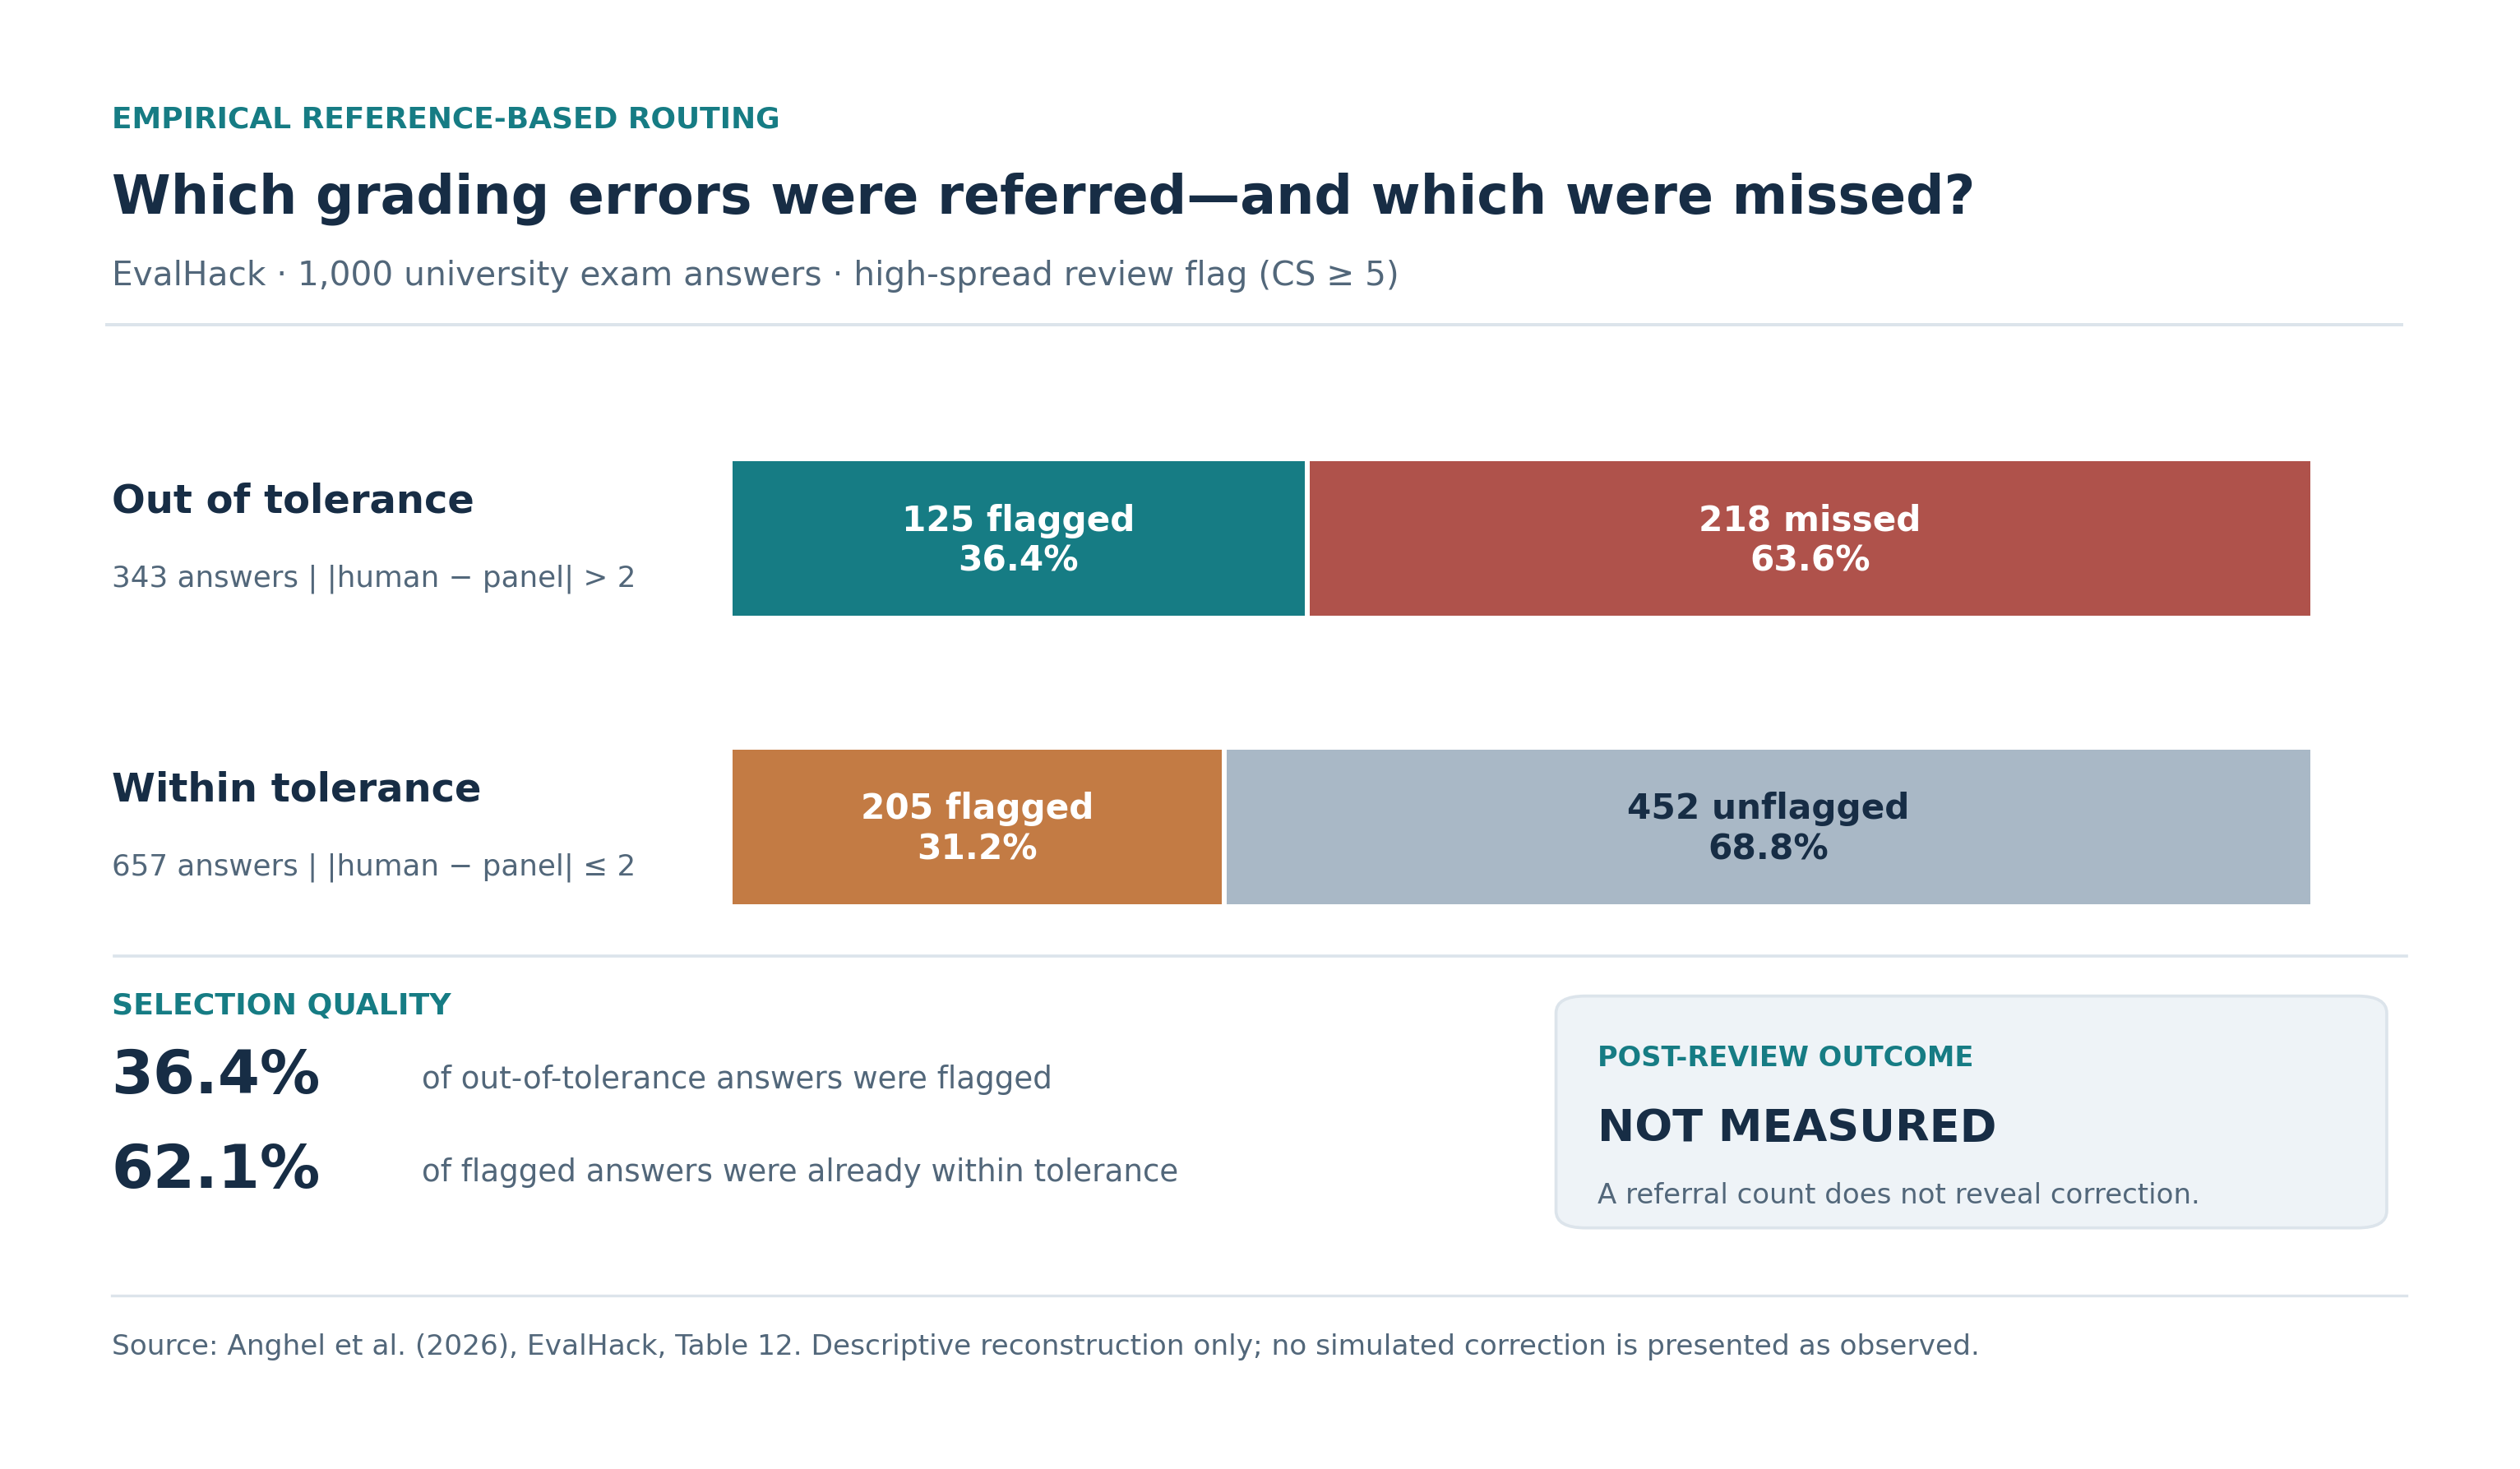 EMPIRICAL REFERENCE-BASED ROUTING
Which grading errors were referred—and which were missed?
EvalHack · 1,000 university exam answers · high-spread review flag (CS ≥ 5)
Out of tolerance
343 answers | |human − panel| > 2
125 flagged
36.4%
218 missed
63.6%
Within tolerance
657 answers | |human − panel| ≤ 2
205 flagged
31.2%
452 unflagged
68.8%
SELECTION QUALITY
36.4% of out-of-tolerance answers were flagged
62.1% of flagged answers were already within tolerance
POST-REVIEW OUTCOME
NOT MEASURED
A referral count does not reveal correction.
Source: Anghel et al. (2026), EvalHack, Table 12. Descriptive reconstruction only; no simulated correction is presented as observed.